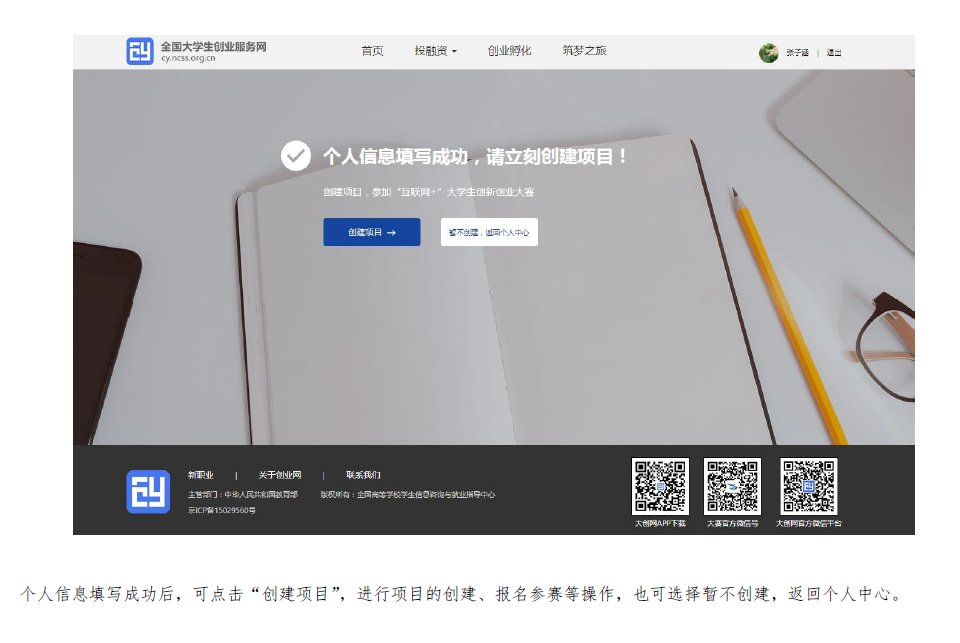 全国大学生创业服务网
cy.ncss.org.cn
首页 投融资 创业孵化 筑梦之旅
张子涵 | 退出
个人信息填写成功，请立刻创建项目！
创建项目，参加“互联网+”大学生创新创业大赛
创建项目 →
暂不创建，返回个人中心
新职业 | 关于创业网 | 联系我们
主管部门：中华人民共和国教育部 版权所有：全国高等学校学生信息咨询与就业指导中心
京ICP备15029560号
大创网APP下载 大赛官方微信号 大创网官方微信平台
个人信息填写成功后，可点击“创建项目”，进行项目的创建、报名参赛等操作，也可选择暂不创建，返回个人中心。